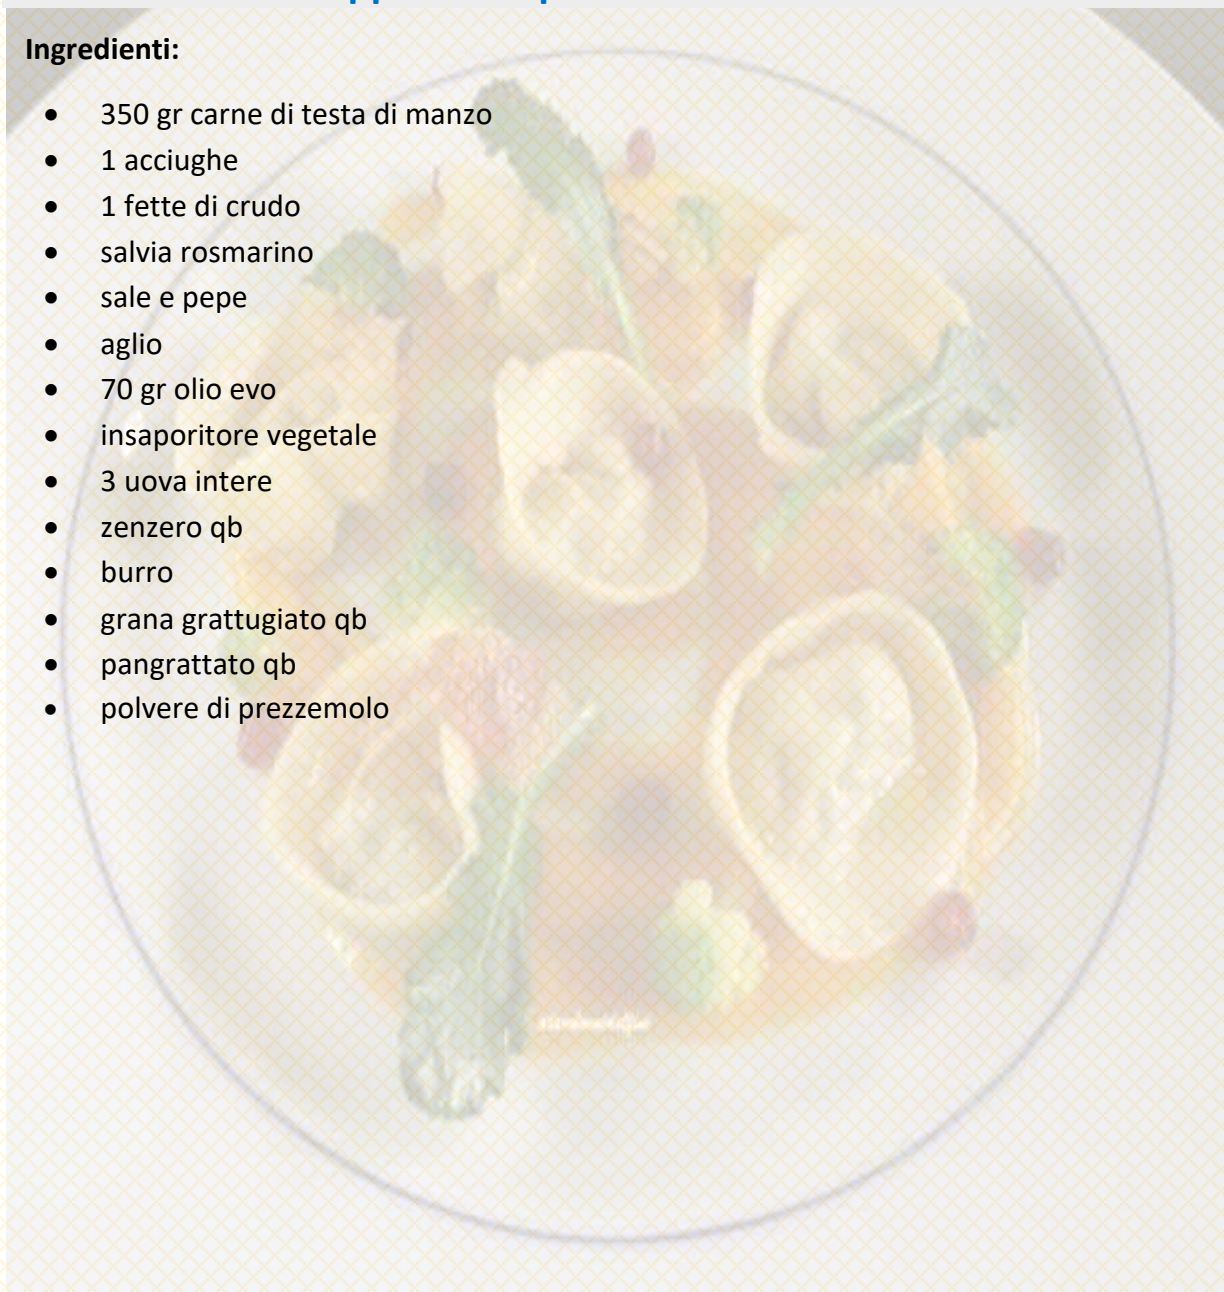 Ingredienti:
• 350 gr carne di testa di manzo
• 1 acciughe
• 1 fette di crudo
• salvia rosmarino
• sale e pepe
• aglio
• 70 gr olio evo
• insaporitore vegetale
• 3 uova intere
• zenzero qb
• burro
• grana grattugiato qb
• pangrattato qb
• polvere di prezzemolo